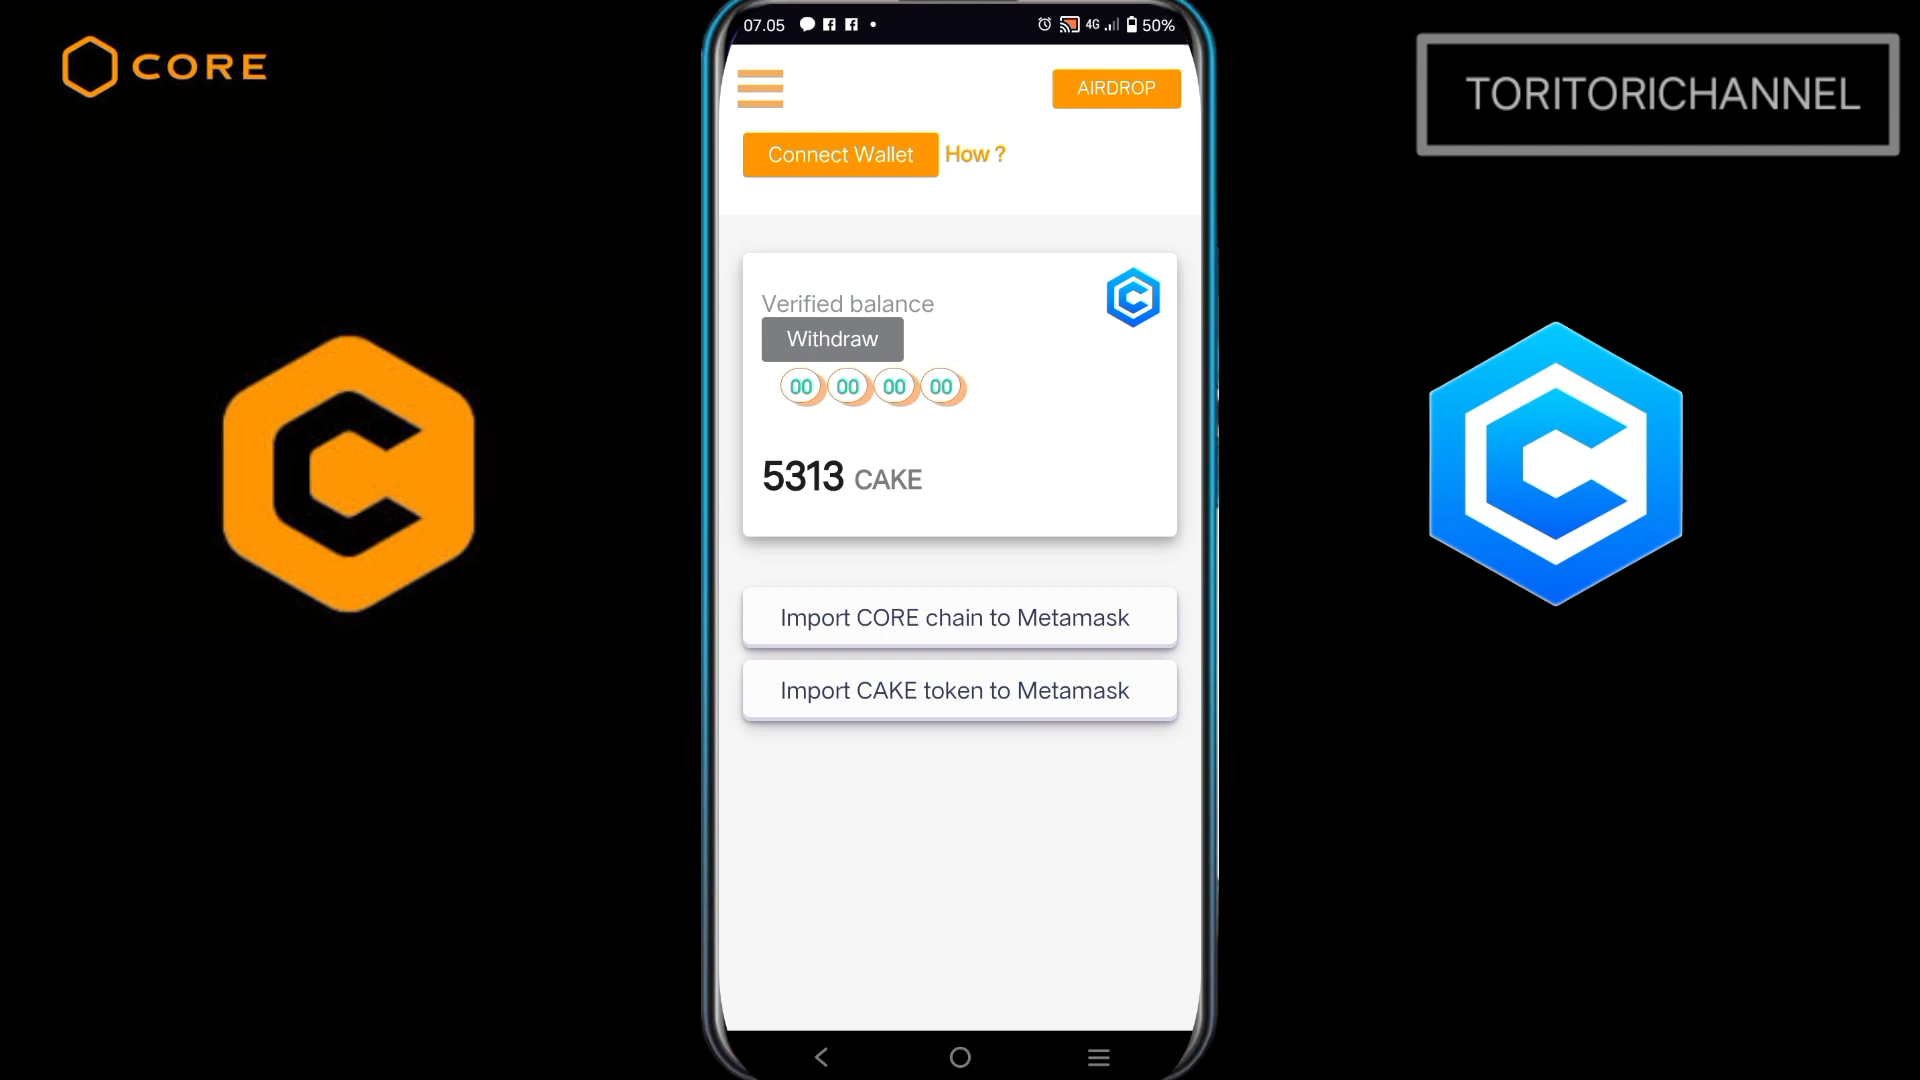 CORE
TORITORICHANNEL
07.05
4G
50%
AIRDROP
Connect Wallet How ?
Verified balance
Withdraw
00 00 00 00
5313 CAKE
Import CORE chain to Metamask
Import CAKE token to Metamask